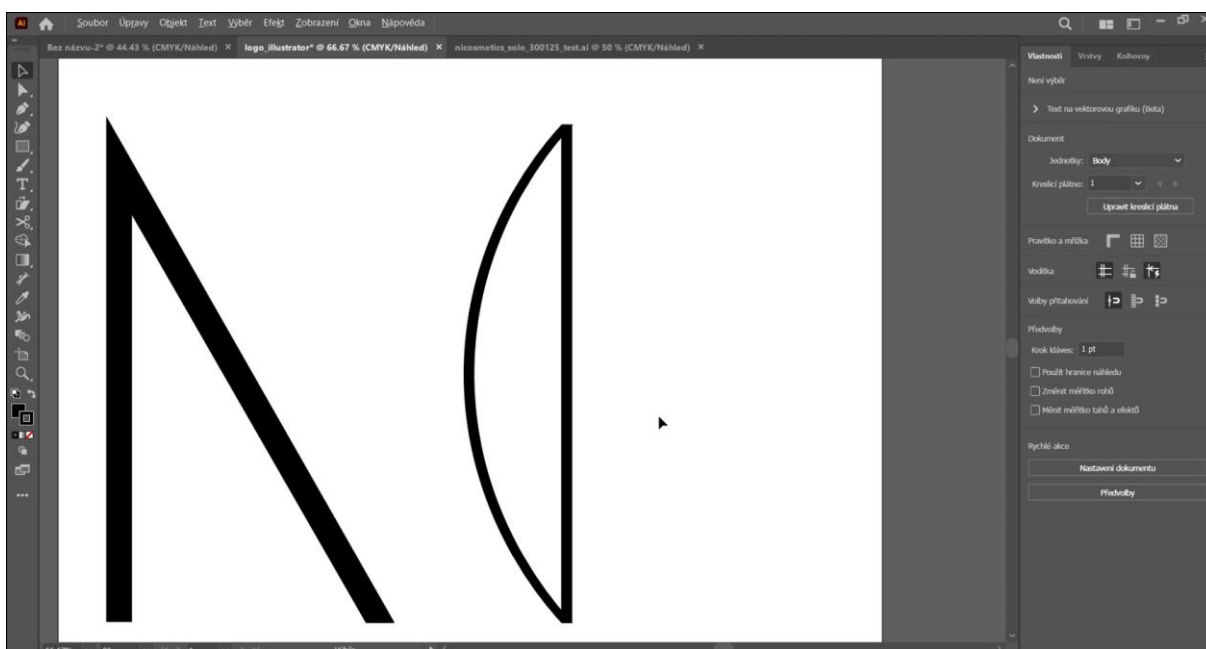 Ai Soubor Úpravy Objekt Text Výběr Efekt Zobrazení Okna Nápověda
Bez názvu-2* @ 44.43 % (CMYK/Náhled) × logo_illustrator* @ 66.67 % (CMYK/Náhled) × nicosmetics_solo_300125_test.ai @ 50 % (CMYK/Náhled) ×
Vlastnosti Vrstvy Knihovny
Není výběr
Text na vektorovou grafiku (Beta)
Dokument
Jednotky: Body
Kreslicí plátno: 1
Upravit kreslicí plátna
Pravítko a mřížka
Vodítka
Volby přitahování
Předvolby
Krok kláves: 1 pt
Použít hranice náhledu
Změnit měřítko rohů
Měnit měřítko tahů a efektů
Rychlé akce
Nastavení dokumentu
Předvolby